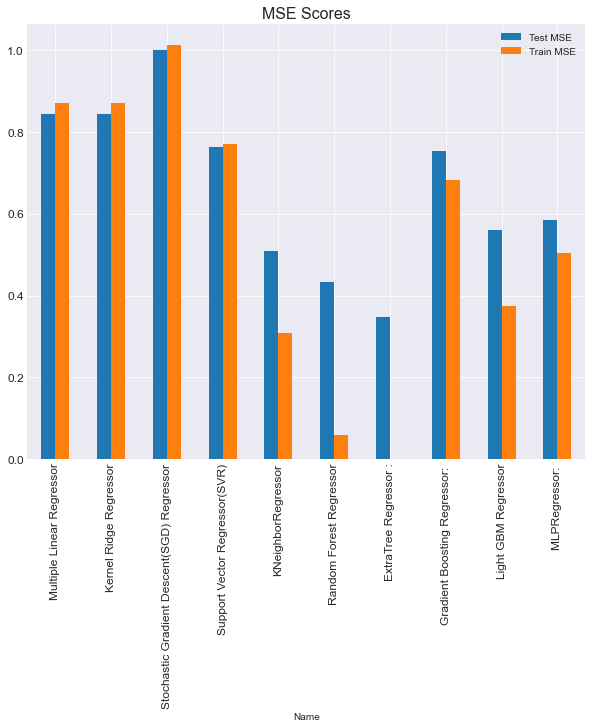 MSE Scores
Test MSE
Train MSE
1.0
0.8
0.6
0.4
0.2
0.0
Multiple Linear Regressor
Kernel Ridge Regressor
Stochastic Gradient Descent(SGD) Regressor
Support Vector Regressor(SVR)
KNeighborRegressor
Random Forest Regressor
ExtraTree Regressor :
Gradient Boosting Regressor:
Light GBM Regressor
MLPRegressor:
Name